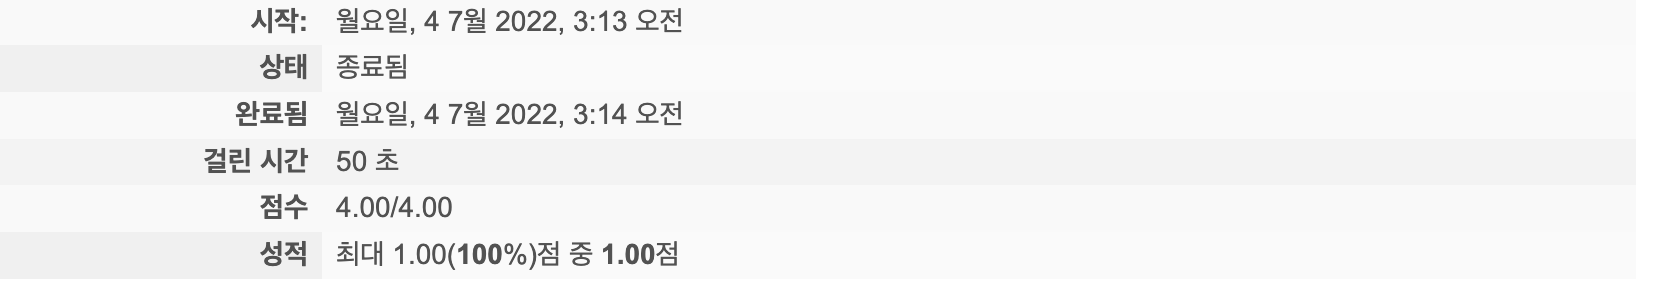 시작: 월요일, 4 7월 2022, 3:13 오전
상태 종료됨
완료됨 월요일, 4 7월 2022, 3:14 오전
걸린 시간 50 초
점수 4.00/4.00
성적 최대 1.00(100%)점 중 1.00점